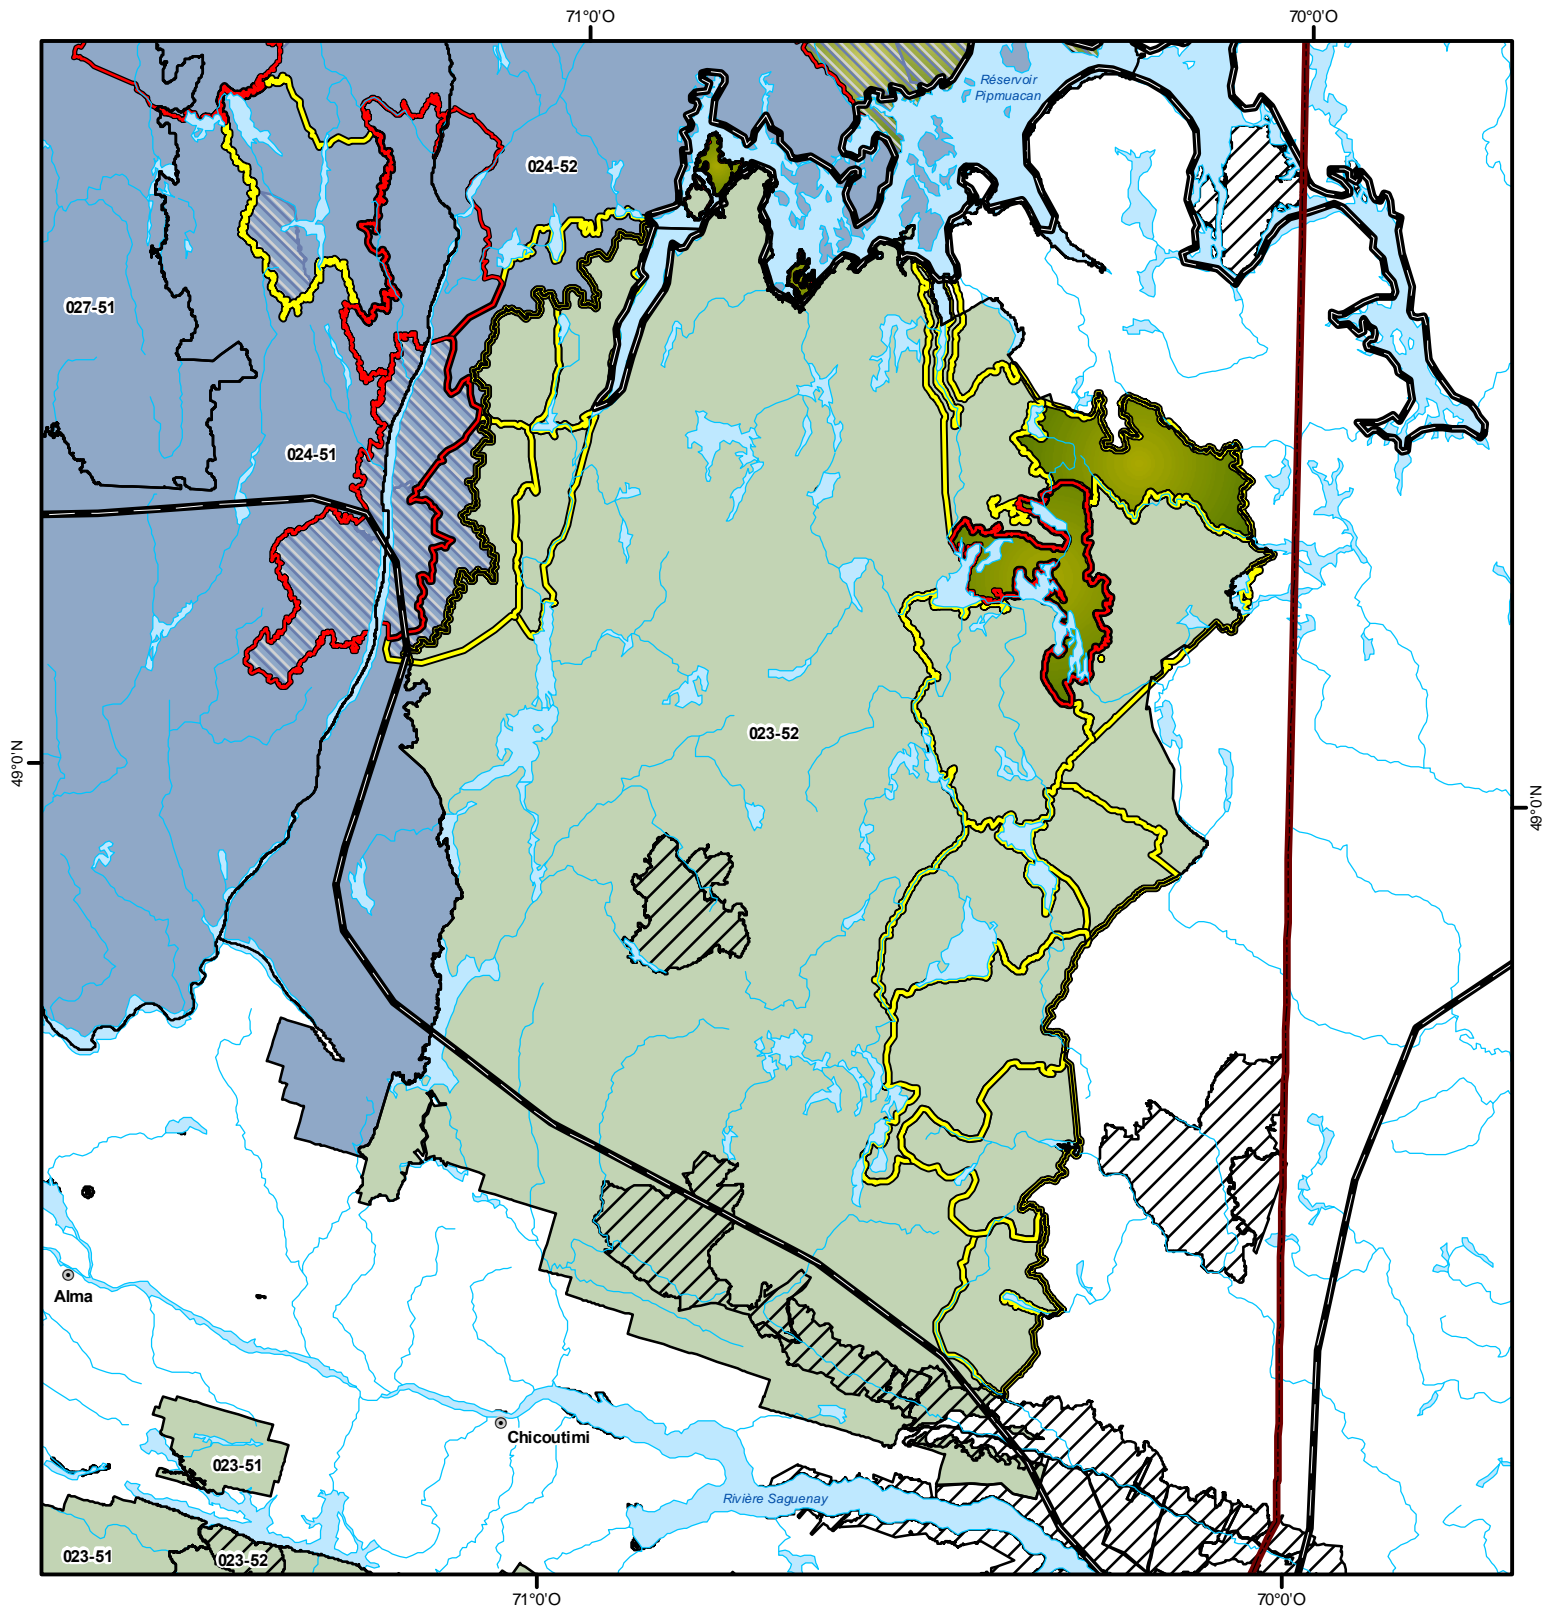 71°0'O
70°0'O
Réservoir
Pipmuacan
024-52
027-51
024-51
023-52
49°0'N
49°0'N
Alma
Chicoutimi
023-51
Rivière Saguenay
023-51
023-52
71°0'O
70°0'O